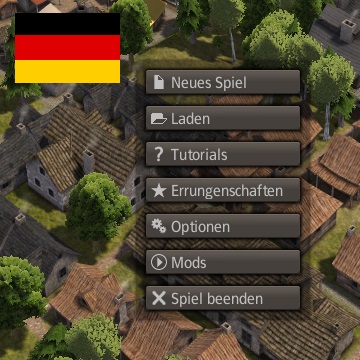 Neues Spiel
Laden
Tutorials
Errungenschaften
Optionen
Mods
Spiel beenden